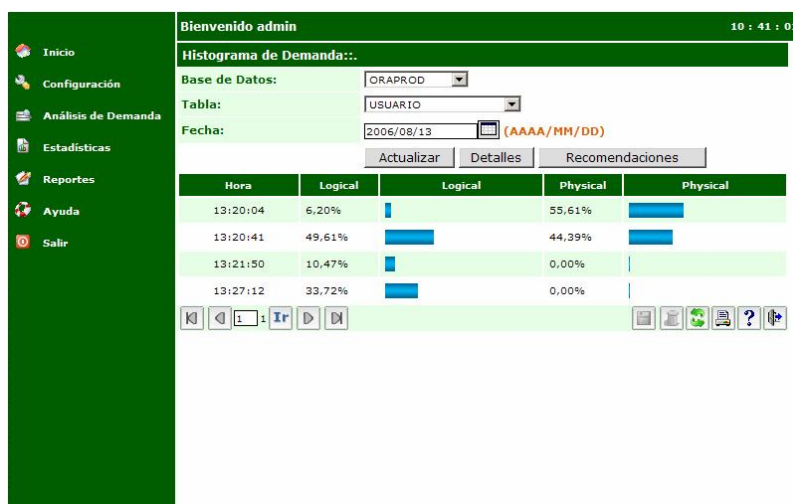 Bienvenido admin 10 : 41 : 0
Inicio
Configuración
Análisis de Demanda
Estadísticas
Reportes
Ayuda
Salir
Histograma de Demanda::.
Base de Datos: ORAPROD
Tabla: USUARIO
Fecha: 2006/08/13 (AAAA/MM/DD)
Actualizar Detalles Recomendaciones
Hora Logical Logical Physical Physical
13:20:04 6,20% 55,61%
13:20:41 49,61% 44,39%
13:21:50 10,47% 0,00%
13:27:12 33,72% 0,00%
1 1 Ir ?